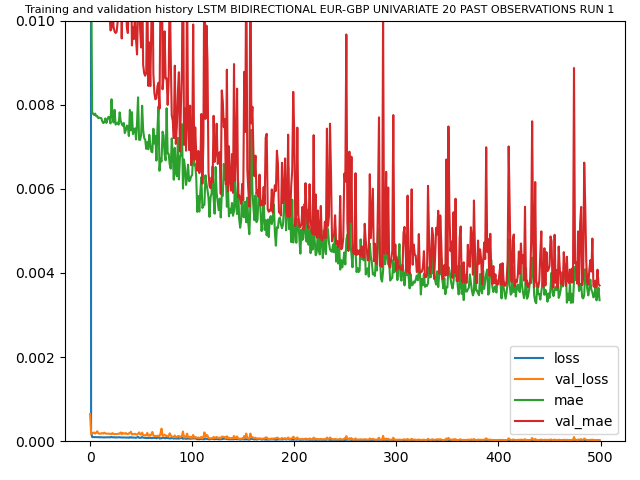 Training and validation history LSTM BIDIRECTIONAL EUR-GBP UNIVARIATE 20 PAST OBSERVATIONS RUN 1
0.010
0.008
0.006
0.004
0.002
0.000
0 100 200 300 400 500
loss
val_loss
mae
val_mae